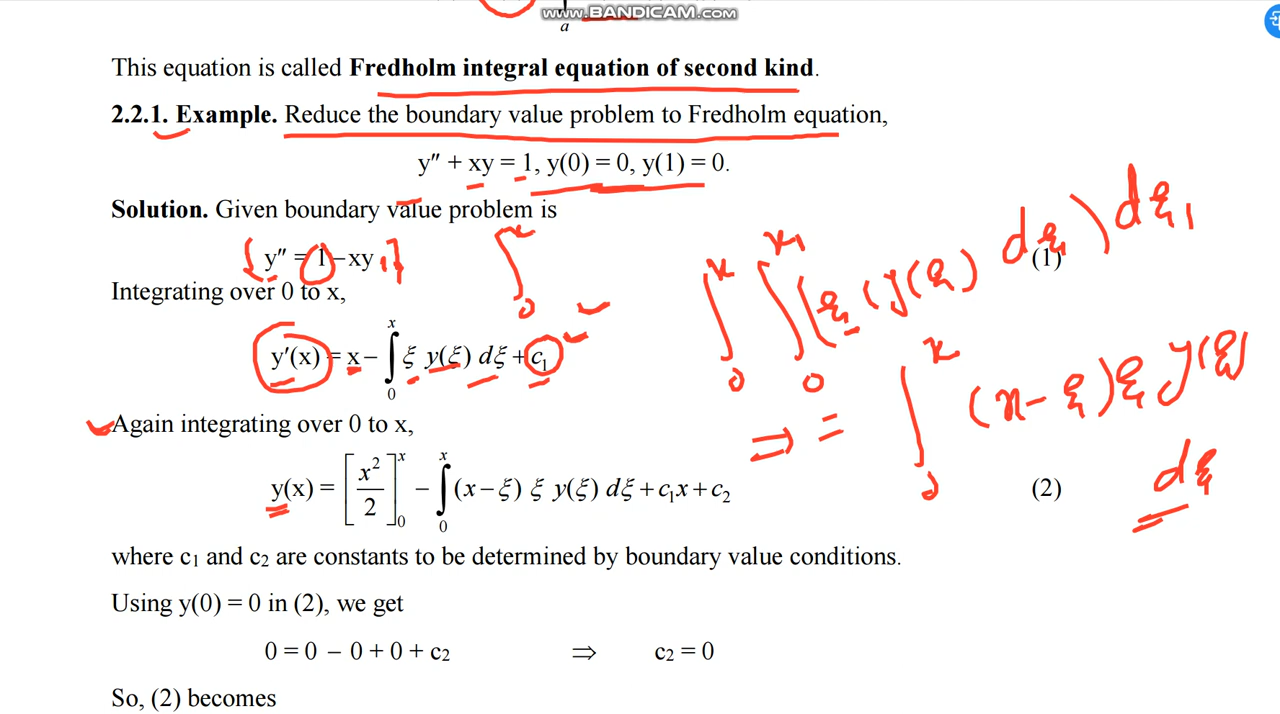 www.BANDICAM.com
a
This equation is called Fredholm integral equation of second kind.
2.2.1. Example. Reduce the boundary value problem to Fredholm equation,
y″ + xy = 1, y(0) = 0, y(1) = 0.
Solution. Given boundary value problem is
y″ = 1 – xy (1)
Integrating over 0 to x,
y′(x) = x – ∫₀ˣ ξ y(ξ) dξ + c₁
Again integrating over 0 to x,
y(x) = [x²/2]₀ˣ – ∫₀ˣ (x – ξ) ξ y(ξ) dξ + c₁x + c₂ (2)
where c₁ and c₂ are constants to be determined by boundary value conditions.
Using y(0) = 0 in (2), we get
0 = 0 – 0 + 0 + c₂ ⇒ c₂ = 0
So, (2) becomes
∫₀ˣ
∫₀ˣ ∫₀ˣ¹ (ξ (y(ξ) dξ) dξ₁
⇒ = ∫₀ˣ (x – ξ) ξ y(ξ) dξ